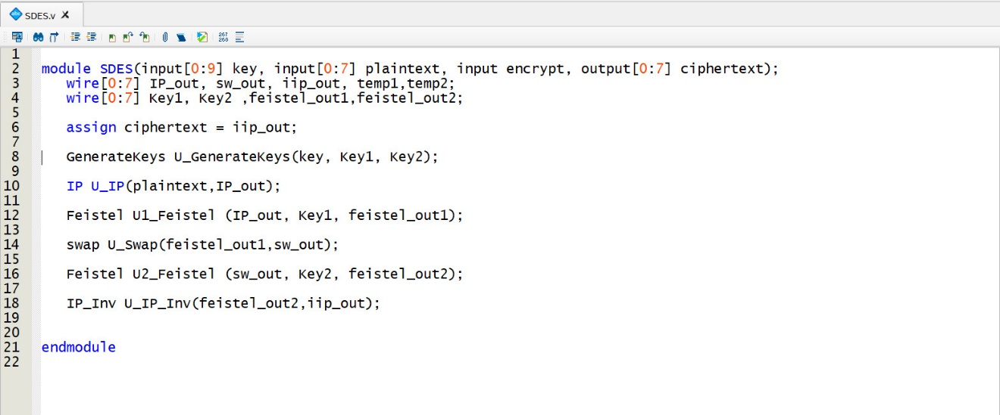 SDES.v
1
2 module SDES(input[0:9] key, input[0:7] plaintext, input encrypt, output[0:7] ciphertext);
3 wire[0:7] IP_out, sw_out, iip_out, temp1,temp2;
4 wire[0:7] Key1, Key2 ,feistel_out1,feistel_out2;
5
6 assign ciphertext = iip_out;
7
8 GenerateKeys U_GenerateKeys(key, Key1, Key2);
9
10 IP U_IP(plaintext,IP_out);
11
12 Feistel U1_Feistel (IP_out, Key1, feistel_out1);
13
14 swap U_Swap(feistel_out1,sw_out);
15
16 Feistel U2_Feistel (sw_out, Key2, feistel_out2);
17
18 IP_Inv U_IP_Inv(feistel_out2,iip_out);
19
20
21 endmodule
22